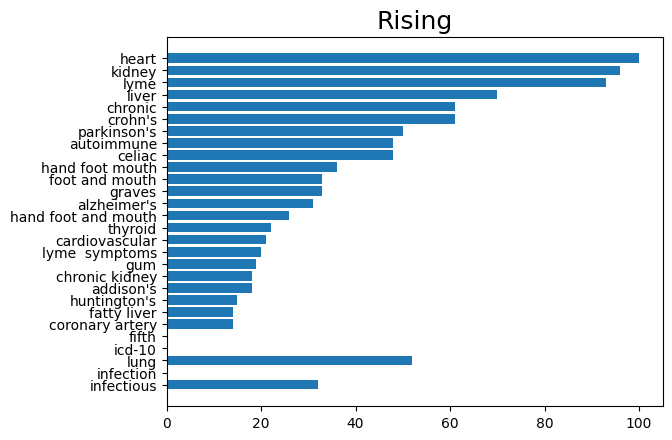 Rising
heart
kidney
lyme
liver
chronic
crohn's
parkinson's
autoimmune
celiac
hand foot mouth
foot and mouth
graves
alzheimer's
hand foot and mouth
thyroid
cardiovascular
lyme  symptoms
gum
chronic kidney
addison's
huntington's
fatty liver
coronary artery
fifth
icd-10
lung
infection
infectious
0 20 40 60 80 100